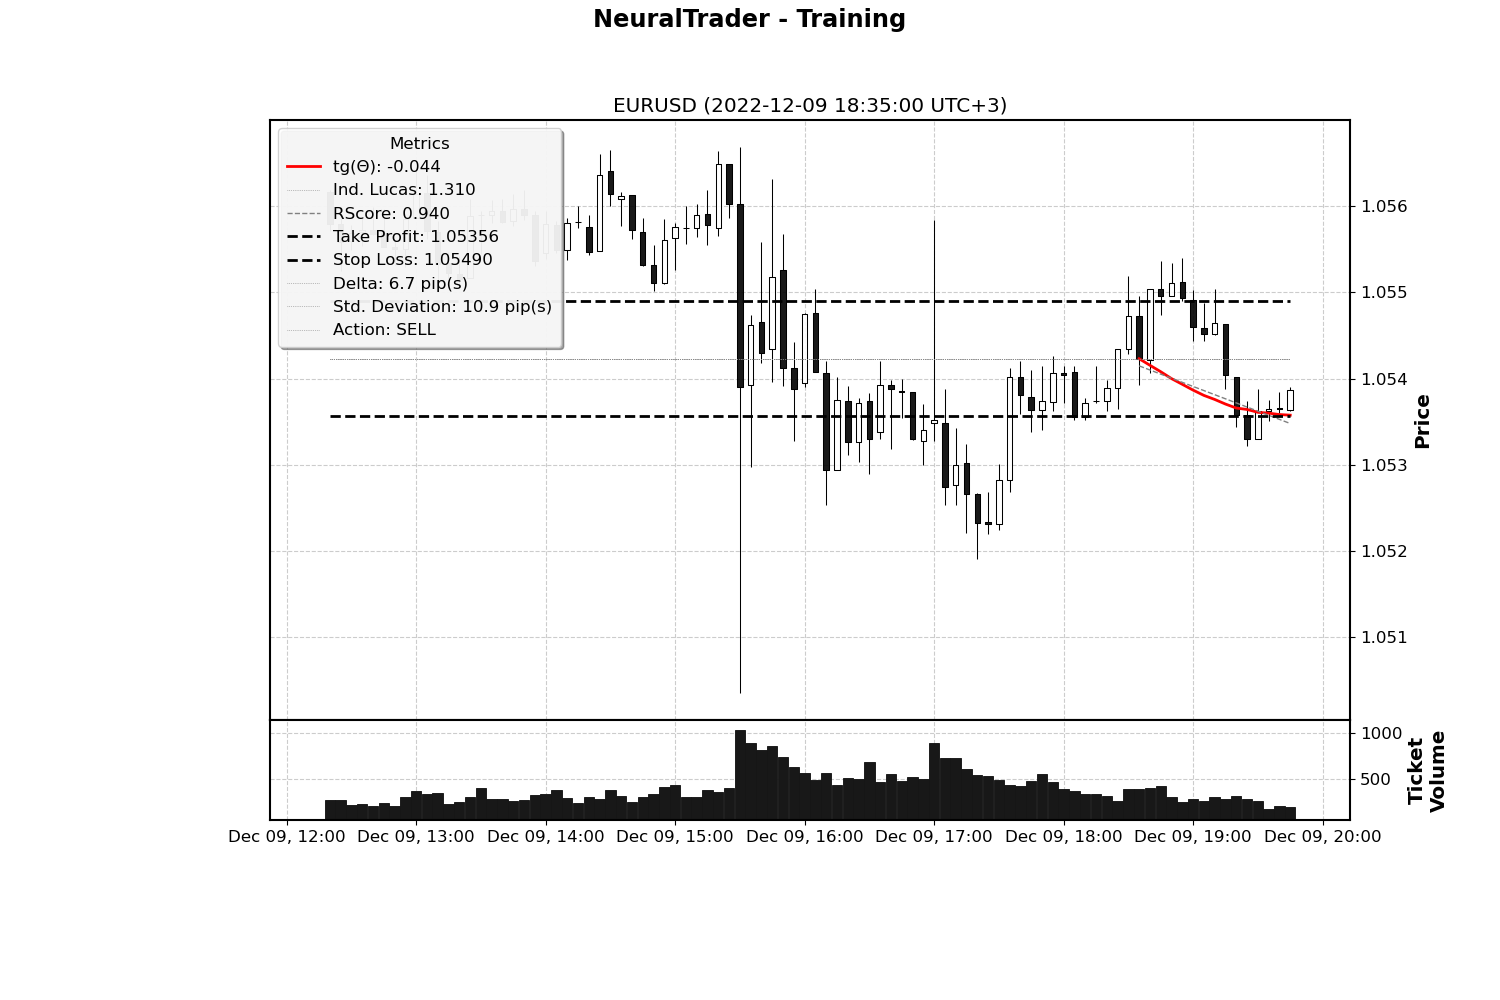 NeuralTrader - Training
EURUSD (2022-12-09 18:35:00 UTC+3)
Metrics
tg(Θ): -0.044
Ind. Lucas: 1.310
RScore: 0.940
Take Profit: 1.05356
Stop Loss: 1.05490
Delta: 6.7 pip(s)
Std. Deviation: 10.9 pip(s)
Action: SELL
1.056
1.055
1.054
1.053
1.052
1.051
Price
1000
500
Ticket
Volume
Dec 09, 12:00
Dec 09, 13:00
Dec 09, 14:00
Dec 09, 15:00
Dec 09, 16:00
Dec 09, 17:00
Dec 09, 18:00
Dec 09, 19:00
Dec 09, 20:00